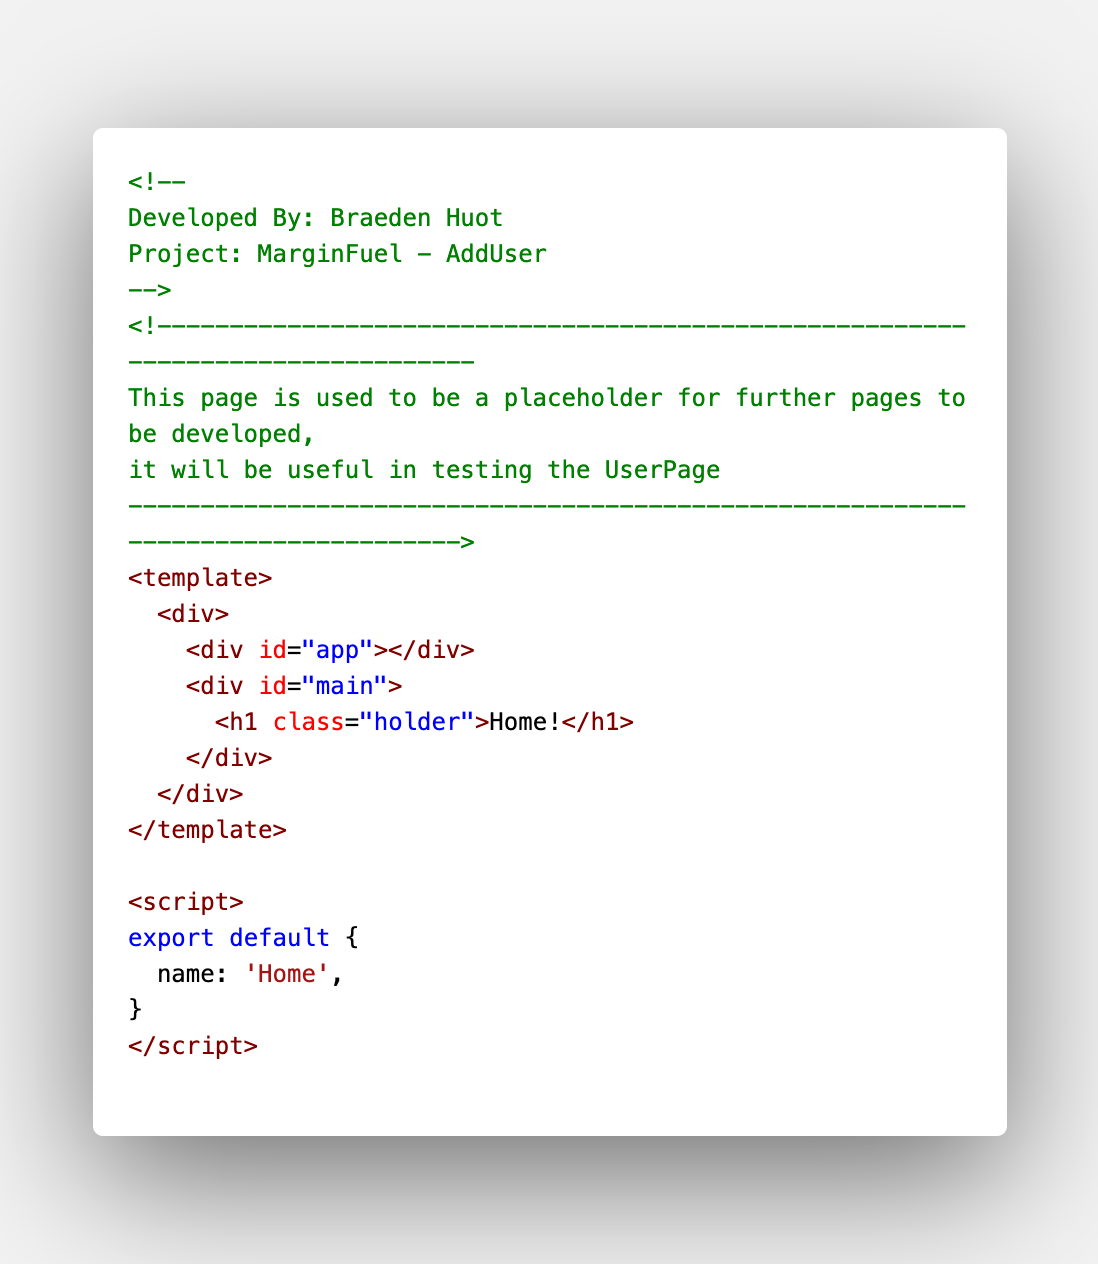 <!--
Developed By: Braeden Huot
Project: MarginFuel - AddUser
-->
<!--------------------------------------------------------
------------------------
This page is used to be a placeholder for further pages to
be developed,
it will be useful in testing the UserPage
----------------------------------------------------------
----------------------->
<template>
  <div>
    <div id="app"></div>
    <div id="main">
      <h1 class="holder">Home!</h1>
    </div>
  </div>
</template>

<script>
export default {
  name: 'Home',
}
</script>